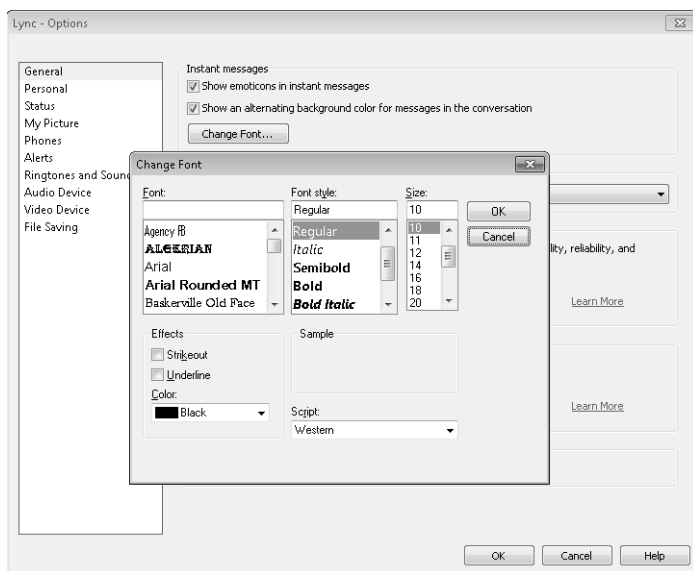 Lync - Options
General
Personal
Status
My Picture
Phones
Alerts
Ringtones and Soun
Audio Device
Video Device
File Saving
Instant messages
Show emoticons in instant messages
Show an alternating background color for messages in the conversation
Change Font...
Change Font
Font:
Agency FB
ALGERIAN
Arial
Arial Rounded MT
Baskerville Old Face
Font style:
Regular
Regular
Italic
Semibold
Bold
Bold Italic
Size:
10
10
11
12
14
16
18
20
OK
Cancel
Effects
Strikeout
Underline
Color:
Black
Sample
Script:
Western
lity, reliability, and
Learn More
Learn More
OK
Cancel
Help